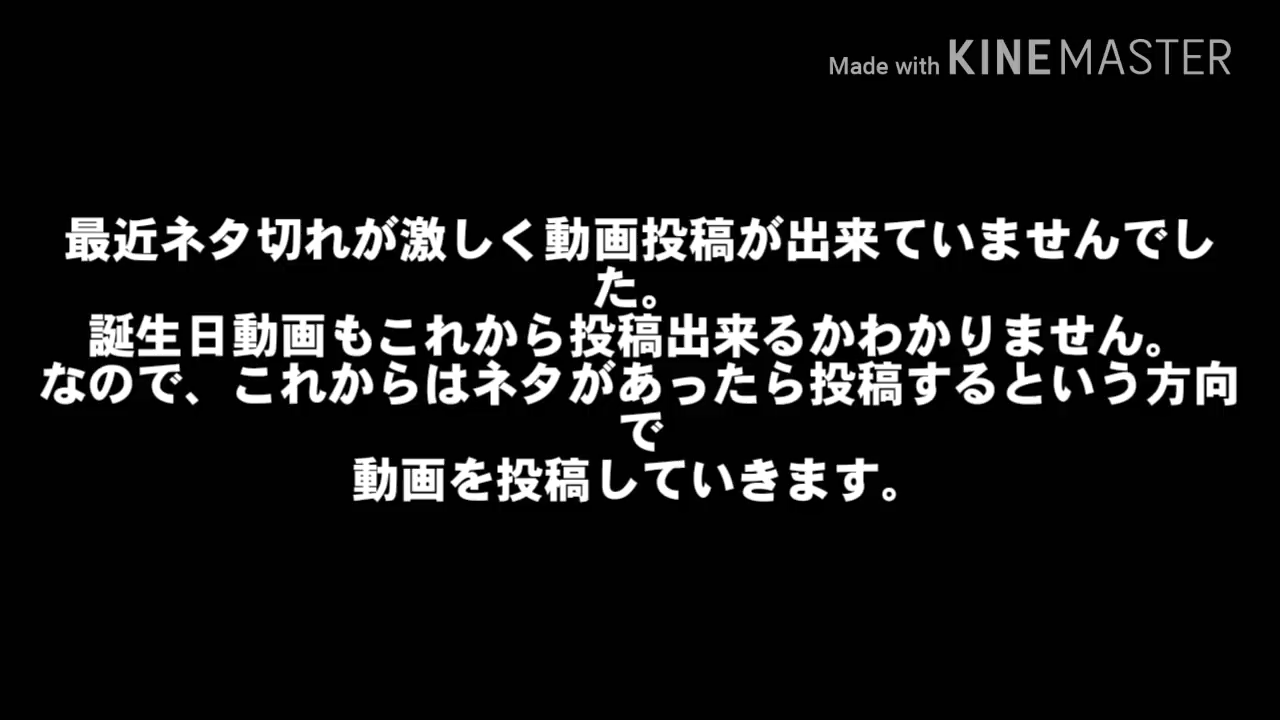 Made with KINEMASTER
最近ネタ切れが激しく動画投稿が出来ていませんでし
た。
誕生日動画もこれから投稿出来るかわかりません。
なので、これからはネタがあったら投稿するという方向
で
動画を投稿していきます。